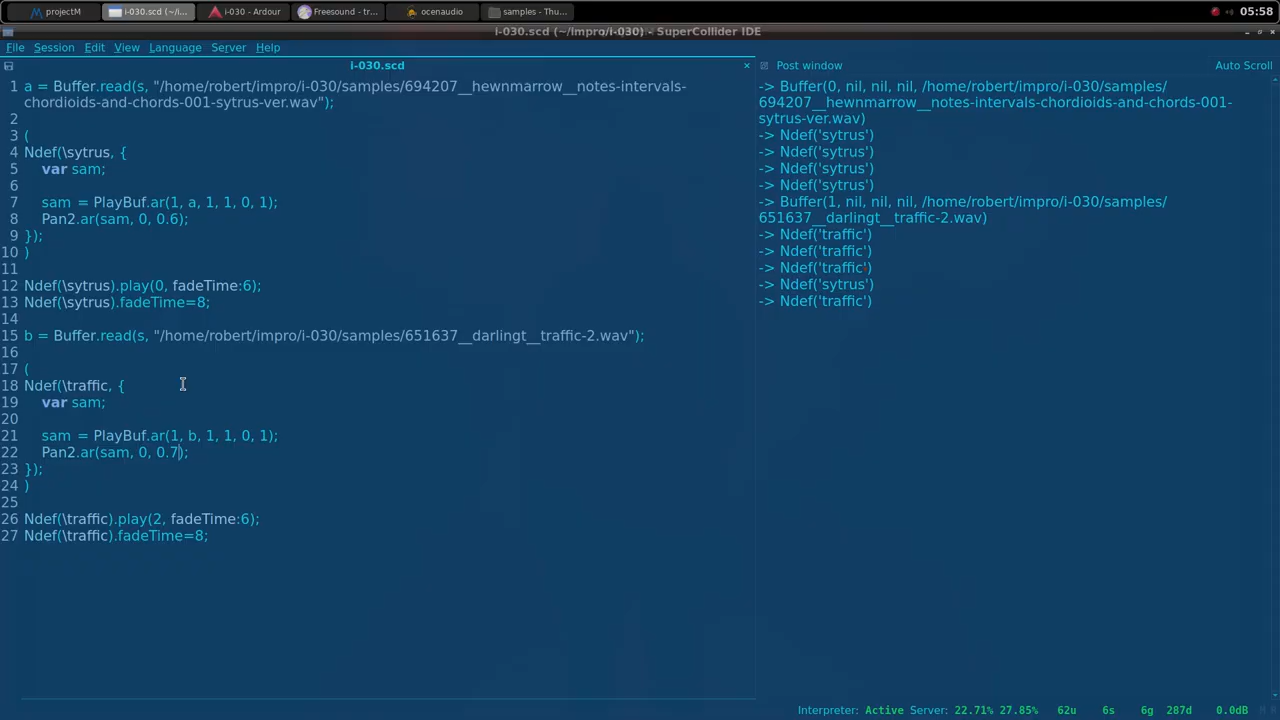 projectM
i-030.scd (~/i...
i-030 - Ardour
Freesound - tr...
ocenaudio
samples - Thu...
05:58
i-030.scd (~/impro/i-030) - SuperCollider IDE
File Session Edit View Language Server Help
i-030.scd
Post window
Auto Scroll
1 a = Buffer.read(s, "/home/robert/impro/i-030/samples/694207__hewnmarrow__notes-intervals-
chordioids-and-chords-001-sytrus-ver.wav");
2
3 (
4 Ndef(\sytrus, {
5 var sam;
6
7 sam = PlayBuf.ar(1, a, 1, 1, 0, 1);
8 Pan2.ar(sam, 0, 0.6);
9 });
10 )
11
12 Ndef(\sytrus).play(0, fadeTime:6);
13 Ndef(\sytrus).fadeTime=8;
14
15 b = Buffer.read(s, "/home/robert/impro/i-030/samples/651637__darlingt__traffic-2.wav");
16
17 (
18 Ndef(\traffic, {
19 var sam;
20
21 sam = PlayBuf.ar(1, b, 1, 1, 0, 1);
22 Pan2.ar(sam, 0, 0.7);
23 });
24 )
25
26 Ndef(\traffic).play(2, fadeTime:6);
27 Ndef(\traffic).fadeTime=8;
-> Buffer(0, nil, nil, nil, /home/robert/impro/i-030/samples/
694207__hewnmarrow__notes-intervals-chordioids-and-chords-001-
sytrus-ver.wav)
-> Ndef('sytrus')
-> Ndef('sytrus')
-> Ndef('sytrus')
-> Ndef('sytrus')
-> Buffer(1, nil, nil, nil, /home/robert/impro/i-030/samples/
651637__darlingt__traffic-2.wav)
-> Ndef('traffic')
-> Ndef('traffic')
-> Ndef('traffic')
-> Ndef('sytrus')
-> Ndef('traffic')
Interpreter: Active Server: 22.71% 27.85% 62u 6s 6g 287d 0.0dB